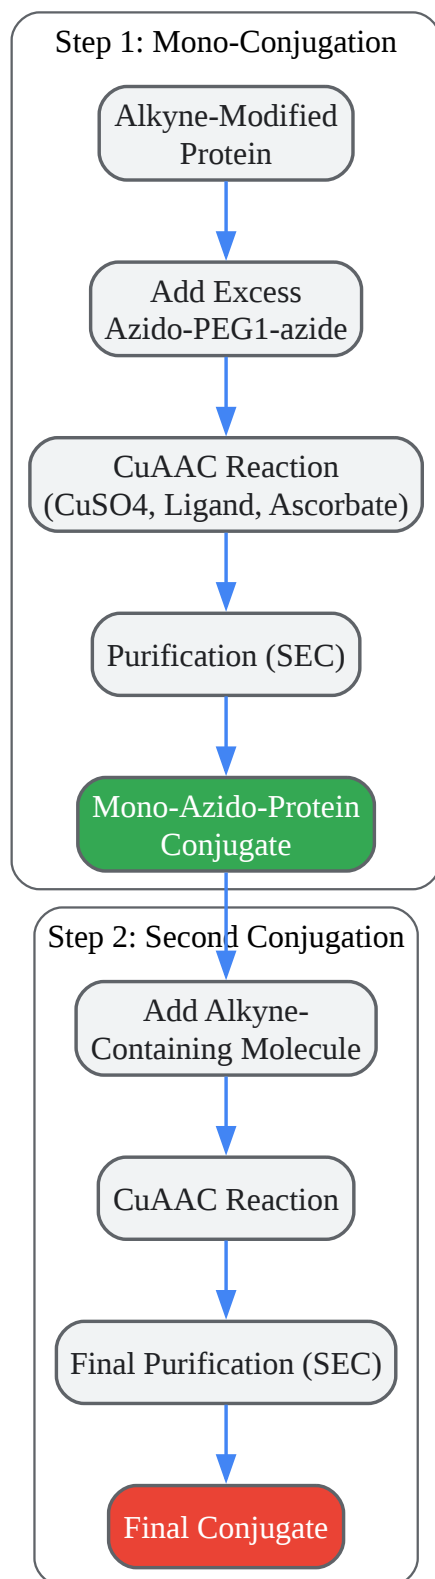 Step 1: Mono-Conjugation
Alkyne-Modified
Protein
Add Excess
Azido-PEG1-azide
CuAAC Reaction
(CuSO4, Ligand, Ascorbate)
Purification (SEC)
Mono-Azido-Protein
Conjugate
Step 2: Second Conjugation
Add Alkyne-
Containing Molecule
CuAAC Reaction
Final Purification (SEC)
Final Conjugate